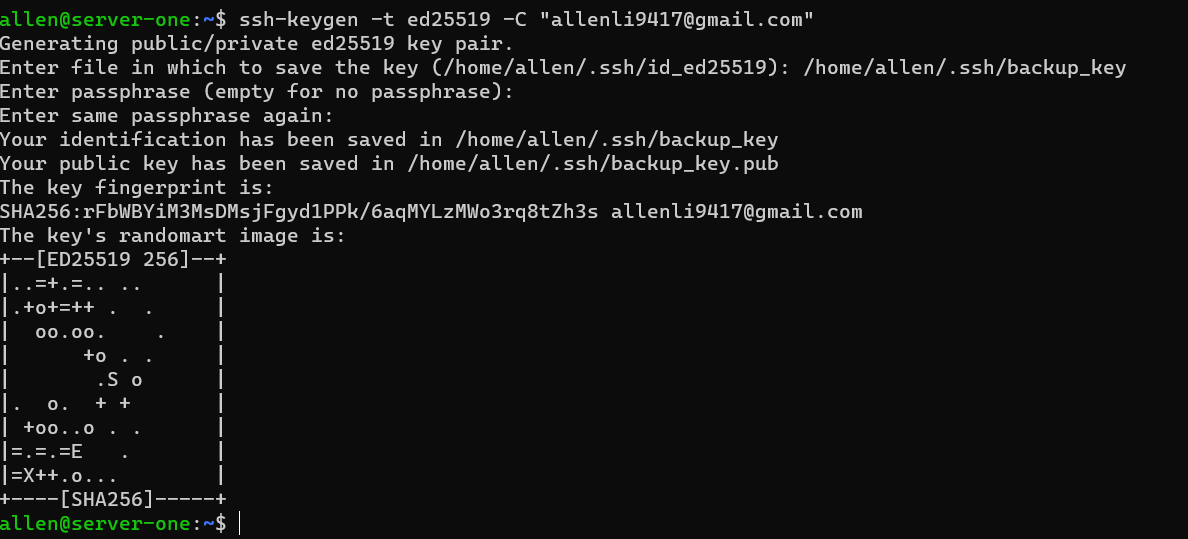 allen@server-one:~$ ssh-keygen -t ed25519 -C "allenli9417@gmail.com"
Generating public/private ed25519 key pair.
Enter file in which to save the key (/home/allen/.ssh/id_ed25519): /home/allen/.ssh/backup_key
Enter passphrase (empty for no passphrase):
Enter same passphrase again:
Your identification has been saved in /home/allen/.ssh/backup_key
Your public key has been saved in /home/allen/.ssh/backup_key.pub
The key fingerprint is:
SHA256:rFbWBYiM3MsDMsjFgyd1PPk/6aqMYLzMWo3rq8tZh3s allenli9417@gmail.com
The key's randomart image is:
+--[ED25519 256]--+
|..=+.=.. ..      |
|.+o+=++ .  .     |
|  oo.oo.    .    |
|      +o . .     |
|       .S o      |
|.  o.  + +       |
| +oo..o . .      |
|=.=.=E   .       |
|=X++.o...        |
+----[SHA256]-----+
allen@server-one:~$